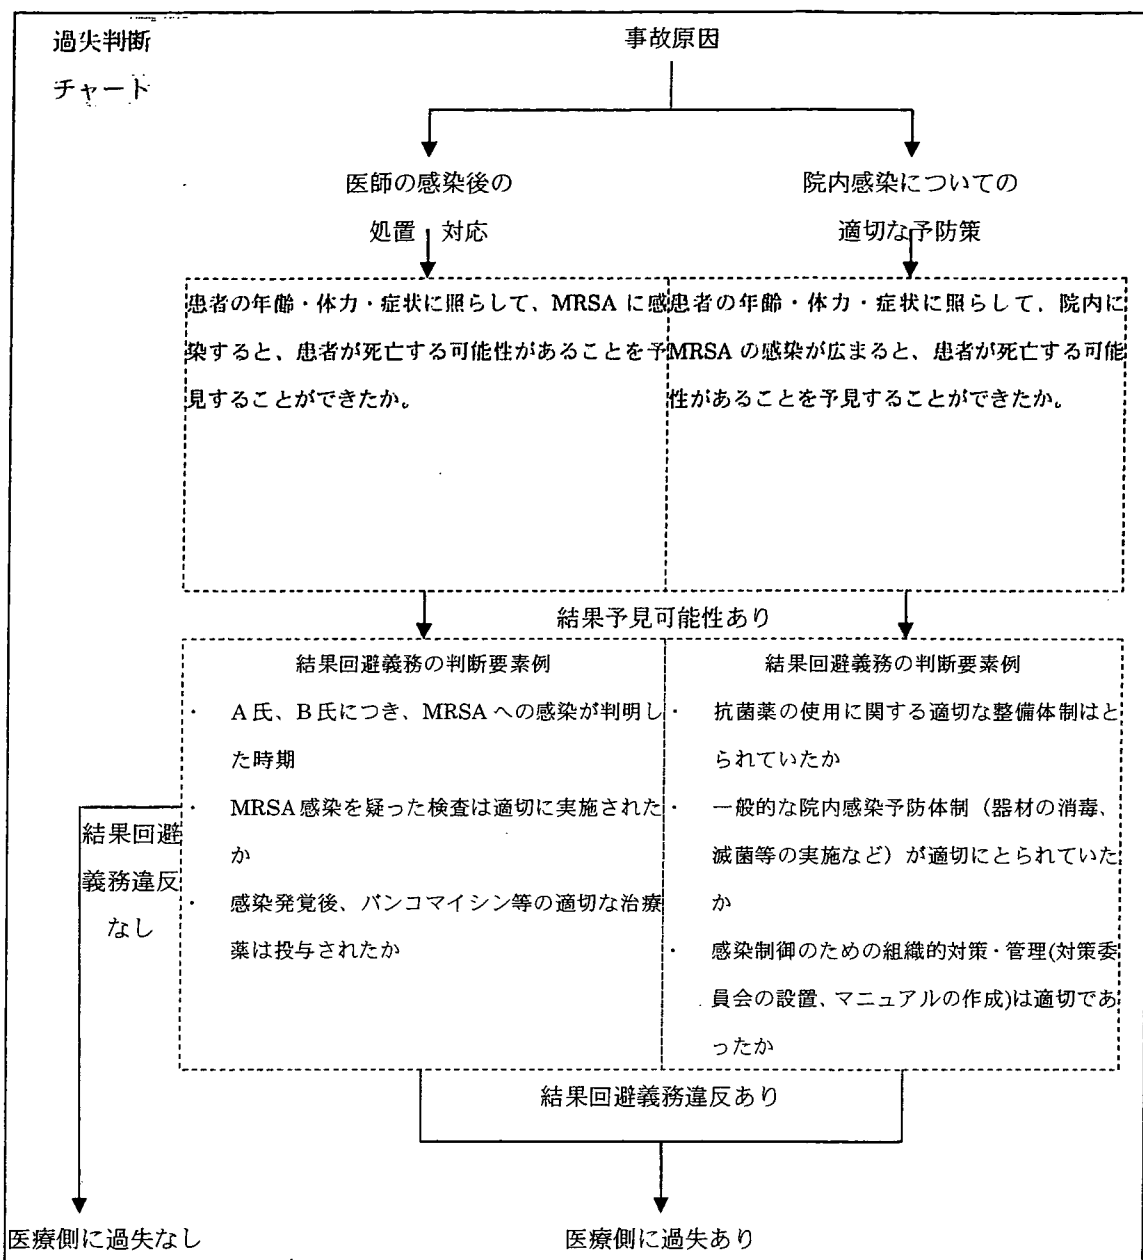 過失判断
チャート
事故原因
医師の感染後の
処置 対応
院内感染についての
適切な予防策
患者の年齢・体力・症状に照らして、MRSA に感
染すると、患者が死亡する可能性があることを予
見することができたか。
患者の年齢・体力・症状に照らして、院内に
MRSA の感染が広まると、患者が死亡する可能
性があることを予見することができたか。
結果予見可能性あり
結果回避義務の判断要素例
・ A 氏、B 氏につき、MRSA への感染が判明し
た時期
・ MRSA 感染を疑った検査は適切に実施された
か
・ 感染発覚後、バンコマイシン等の適切な治療
薬は投与されたか
結果回避義務の判断要素例
・ 抗菌薬の使用に関する適切な整備体制はと
られていたか
・ 一般的な院内感染予防体制（器材の消毒、
滅菌等の実施など）が適切にとられていた
か
・ 感染制御のための組織的対策・管理(対策委
員会の設置、マニュアルの作成)は適切であ
ったか
結果回避
義務違反
なし
結果回避義務違反あり
医療側に過失なし
医療側に過失あり